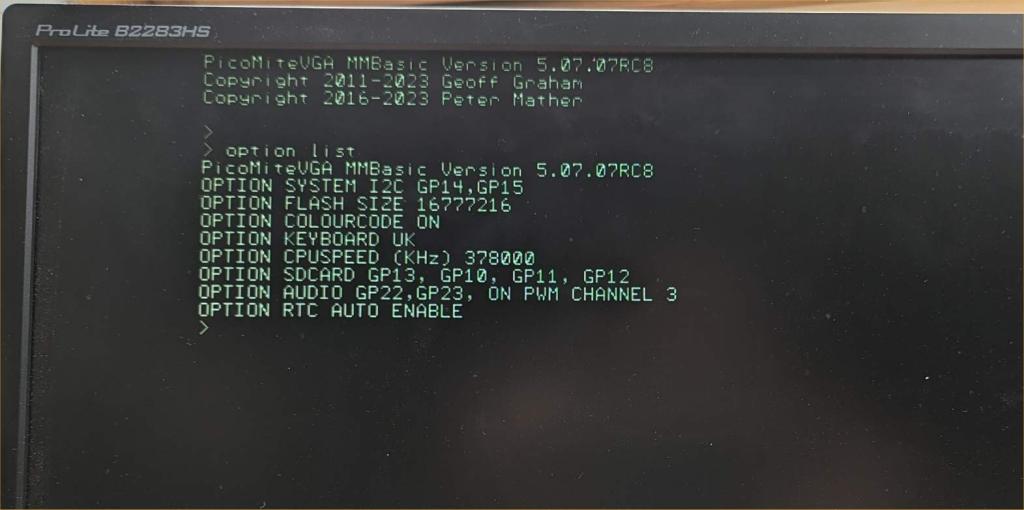 ProLite B2283HS
PicoMiteVGA MMBasic Version 5.07.07RC8
Copyright 2011-2023 Geoff Graham
Copyright 2016-2023 Peter Mather
>
> option list
PicoMiteVGA MMBasic Version 5.07.07RC8
OPTION SYSTEM I2C GP14,GP15
OPTION FLASH SIZE 16777216
OPTION COLOURCODE ON
OPTION KEYBOARD UK
OPTION CPUSPEED (KHz) 378000
OPTION SDCARD GP13, GP10, GP11, GP12
OPTION AUDIO GP22,GP23, ON PWM CHANNEL 3
OPTION RTC AUTO ENABLE
>